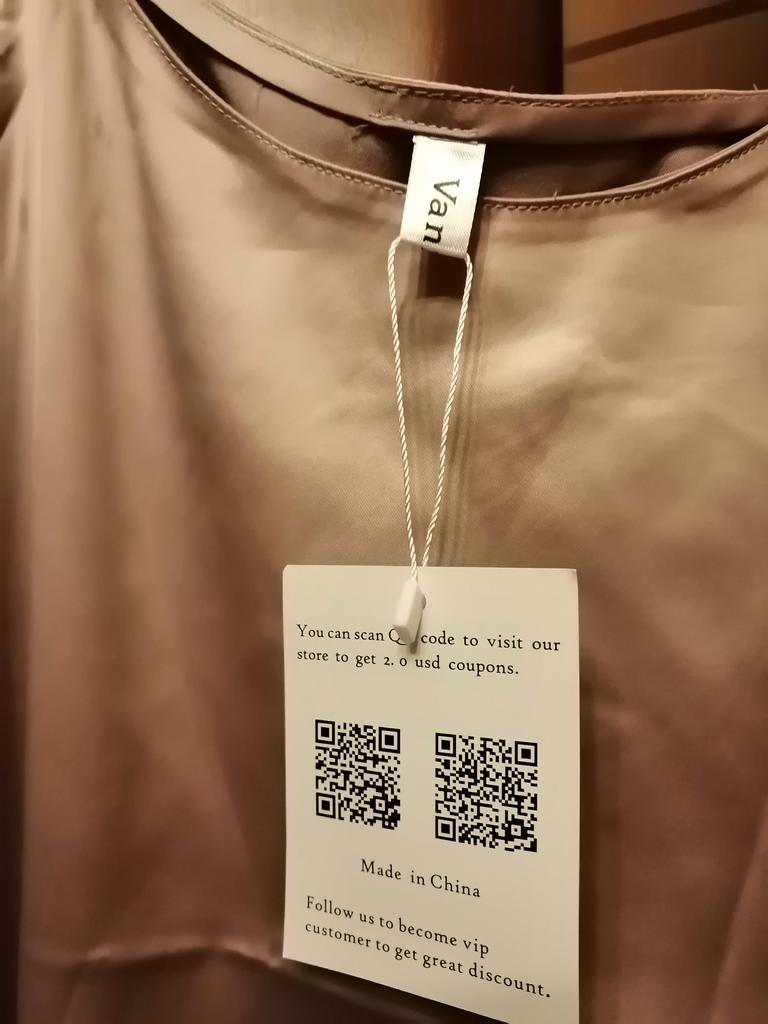 Van
You can scan code to visit our
store to get 2. 0 usd coupons.
Made in China
Follow us to become vip
customer to get great discount.